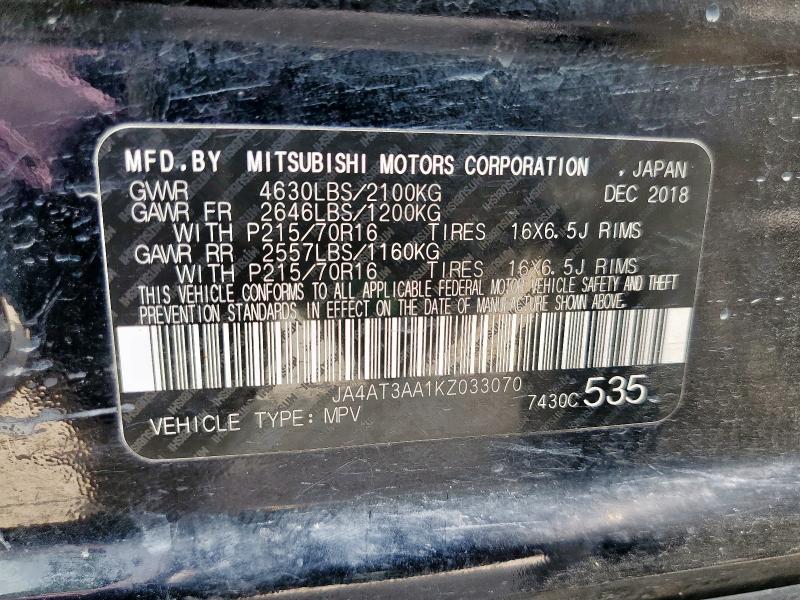 MFD.BY MITSUBISHI MOTORS CORPORATION , JAPAN
GVWR 4630LBS/2100KG DEC 2018
GAWR FR 2646LBS/1200KG
WITH P215/70R16 TIRES 16X6.5J RIMS
GAWR RR 2557LBS/1160KG
WITH P215/70R16 TIRES 16X6.5J RIMS
THIS VEHICLE CONFORMS TO ALL APPLICABLE FEDERAL MOTOR VEHICLE SAFETY AND THEFT
PREVENTION STANDARDS. IN EFFECT ON THE DATE OF MANUFACTURE SHOWN ABOVE.
JA4AT3AA1KZ033070
7430C 535
VEHICLE TYPE: MPV